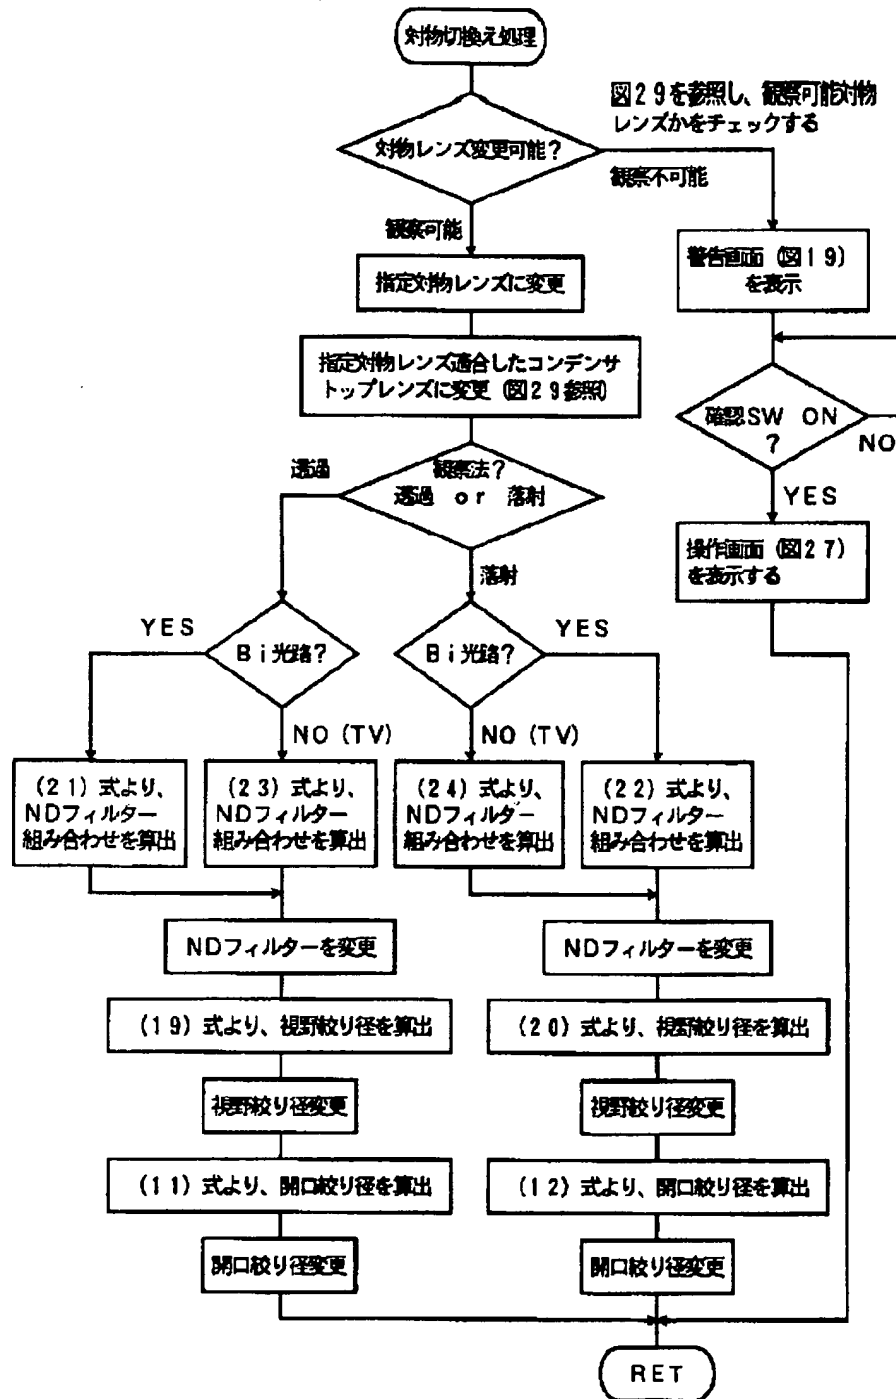 対物切換え処理
図29を参照し、観察可能対物
レンズかをチェックする
対物レンズ変更可能?
観察不可能
観察可能
警告画面(図19)
を表示
指定対物レンズに変更
指定対物レンズ適合したコンデンサ
トップレンズに変更(図29参照)
確認SW ON
?
NO
YES
透過
観察法?
透過 or 落射
操作画面(図27)
を表示する
落射
YES
Bi光路?
Bi光路?
YES
NO(TV)
NO(TV)
(21)式より、
NDフィルター
組み合わせを算出
(23)式より、
NDフィルター
組み合わせを算出
(24)式より、
NDフィルター
組み合わせを算出
(22)式より、
NDフィルター
組み合わせを算出
NDフィルターを変更
NDフィルターを変更
(19)式より、視野絞り径を算出
(20)式より、視野絞り径を算出
視野絞り径変更
視野絞り径変更
(11)式より、開口絞り径を算出
(12)式より、開口絞り径を算出
開口絞り径変更
開口絞り径変更
RET